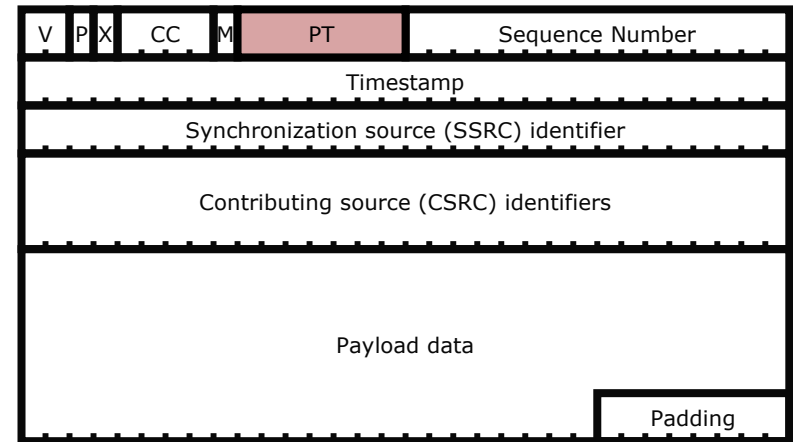 V P X CC M PT Sequence Number
Timestamp
Synchronization source (SSRC) identifier
Contributing source (CSRC) identifiers
Payload data
Padding